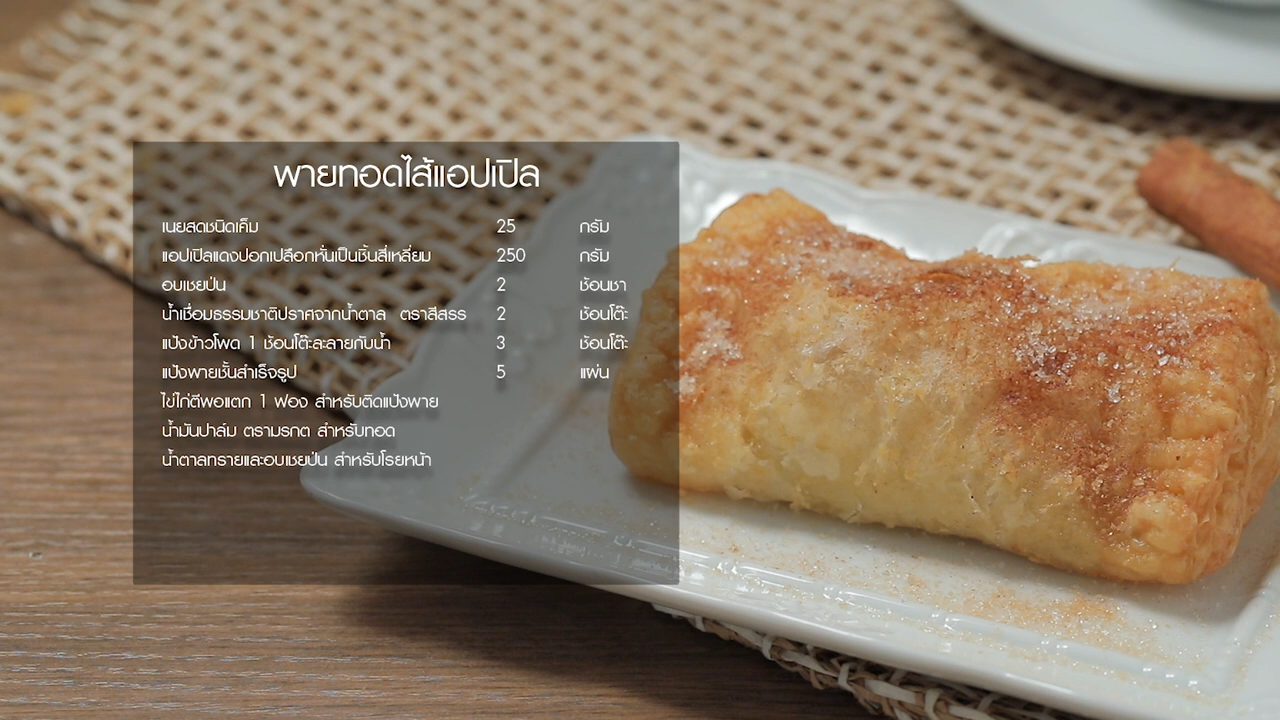 พายทอดไส้แอปเปิล
เนยสดชนิดเค็ม 25 กรัม
แอปเปิลแดงปอกเปลือกหั่นเป็นชิ้นสี่เหลี่ยม 250 กรัม
อบเชยป่น 2 ช้อนชา
น้ำเชื่อมธรรมชาติปราศจากน้ำตาล ตราสีสรร 2 ช้อนโต๊ะ
แป้งข้าวโพด 1 ช้อนโต๊ะละลายกับน้ำ 3 ช้อนโต๊ะ
แป้งพายชั้นสำเร็จรูป 5 แผ่น
ไข่ไก่ตีพอแตก 1 ฟอง สำหรับติดแป้งพาย
น้ำมันปาล์ม ตรามรกต สำหรับทอด
น้ำตาลทรายและอบเชยป่น สำหรับโรยหน้า